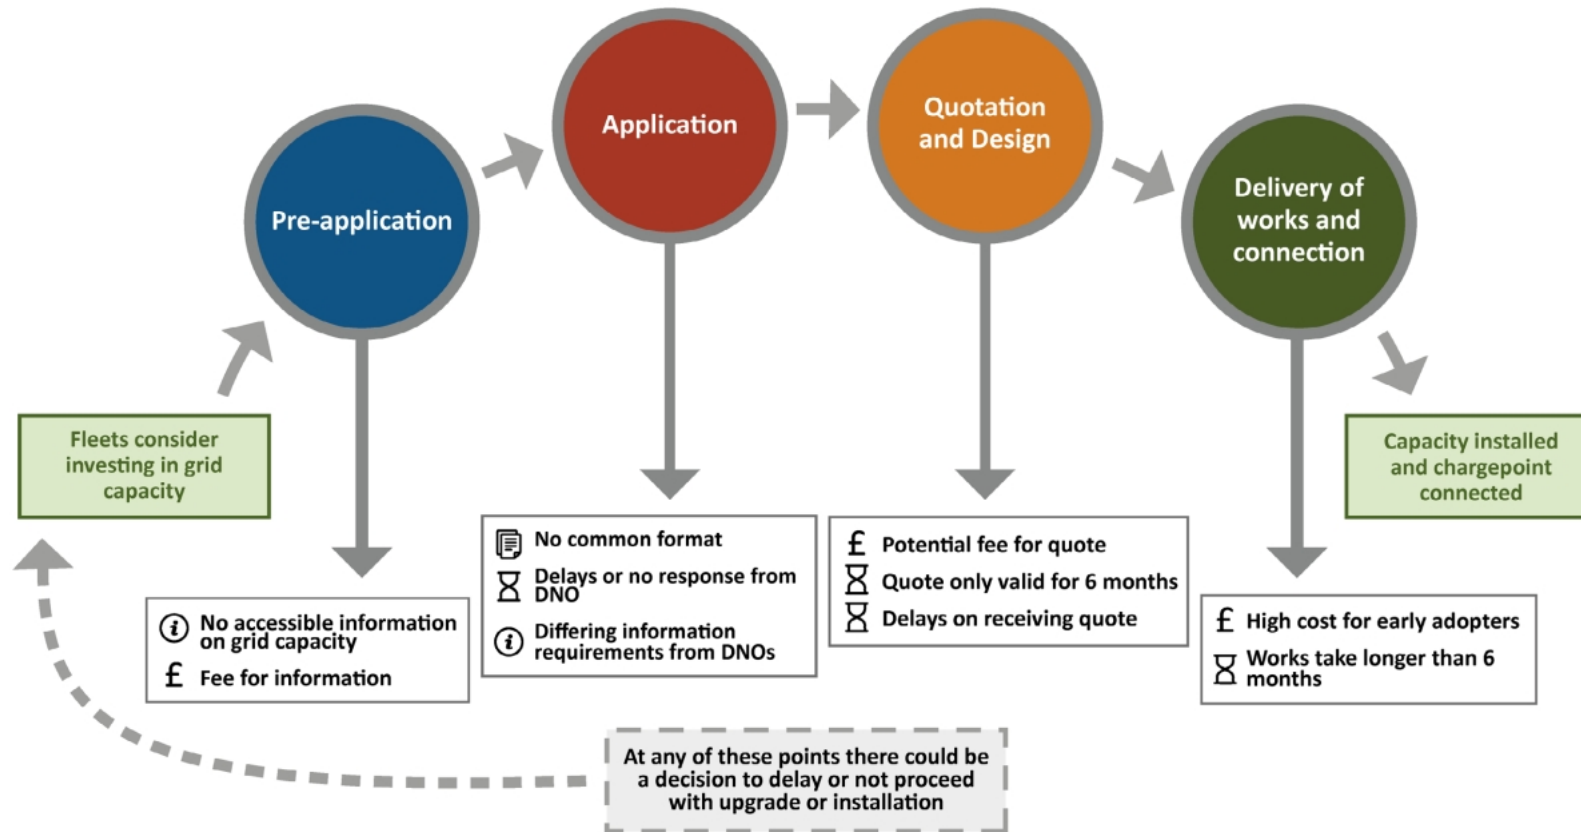 Pre-application
Application
Quotation
and Design
Delivery of
works and
connection
Fleets consider
investing in grid
capacity
Capacity installed
and chargepoint
connected
No accessible information
on grid capacity
£ Fee for information
No common format
Delays or no response from
DNO
Differing information
requirements from DNOs
£ Potential fee for quote
Quote only valid for 6 months
Delays on receiving quote
£ High cost for early adopters
Works take longer than 6
months
At any of these points there could be
a decision to delay or not proceed
with upgrade or installation